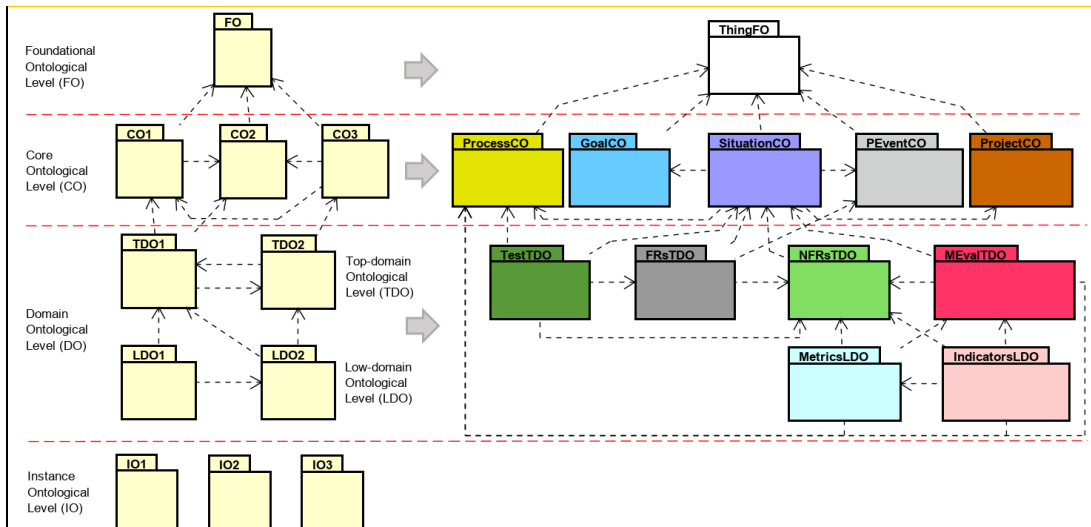 FO
ThingFO
Foundational
Ontological
Level (FO)
CO1
CO2
CO3
ProcessCO
GoalCO
SituationCO
PEventCO
ProjectCO
Core
Ontological
Level (CO)
TDO1
TDO2
Top-domain
Ontological
Level (TDO)
TestTDO
FRsTDO
NFRsTDO
MEvalTDO
Domain
Ontological
Level (DO)
LDO1
LDO2
Low-domain
Ontological
Level (LDO)
MetricsLDO
IndicatorsLDO
Instance
Ontological
Level (IO)
IO1
IO2
IO3